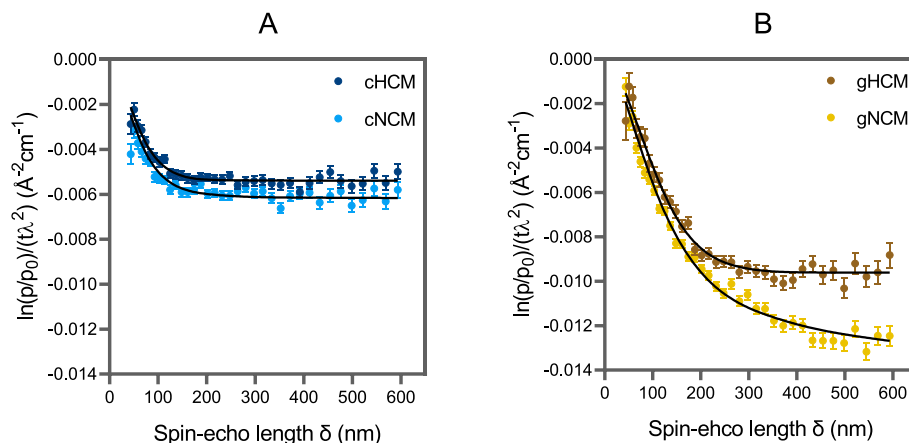 A
0.000
-0.002
-0.004
-0.006
-0.008
-0.010
-0.012
-0.014
ln(p/p₀)/(tλ²) (Å⁻²cm⁻¹)
cHCM
cNCM
0 100 200 300 400 500 600
Spin-echo length δ (nm)
B
0.000
-0.002
-0.004
-0.006
-0.008
-0.010
-0.012
-0.014
ln(p/p₀)/(tλ²) (Å⁻²cm⁻¹)
gHCM
gNCM
0 100 200 300 400 500 600
Spin-ehco length δ (nm)